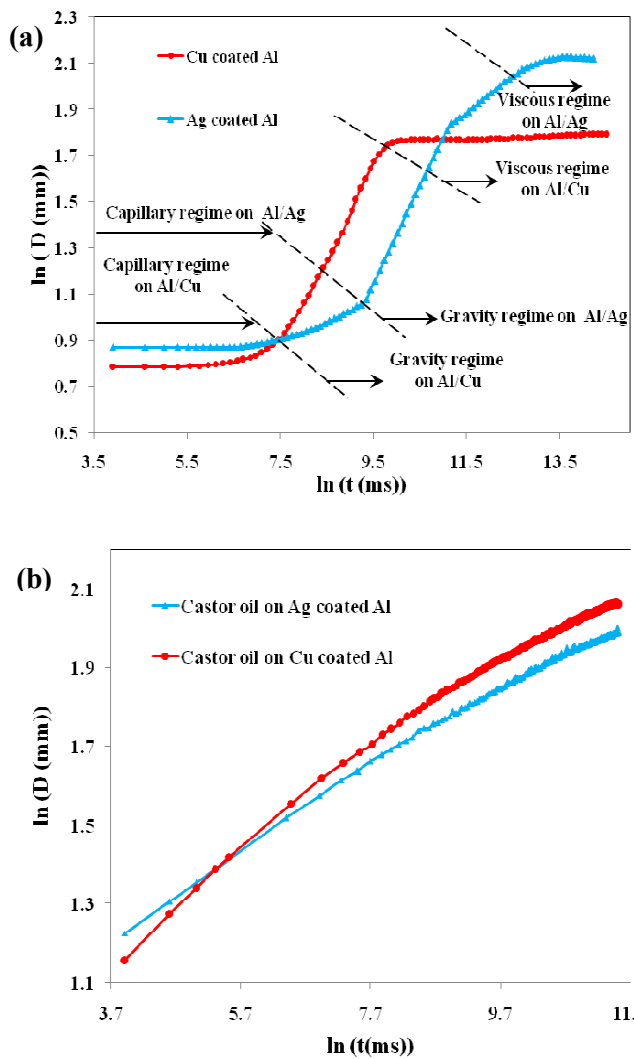 (a)
Cu coated Al
Ag coated Al
Viscous regime
on Al/Ag
Viscous regime
on Al/Cu
Capillary regime on Al/Ag
Capillary regime
on Al/Cu
Gravity regime on Al/Ag
Gravity regime
on Al/Cu
ln (D (mm))
2.3
2.1
1.9
1.7
1.5
1.3
1.1
0.9
0.7
0.5
3.5 5.5 7.5 9.5 11.5 13.5
ln (t (ms))
(b)
Castor oil on Ag coated Al
Castor oil on Cu coated Al
ln (D (mm))
2.1
1.9
1.7
1.5
1.3
1.1
3.7 5.7 7.7 9.7 11.
ln (t(ms))